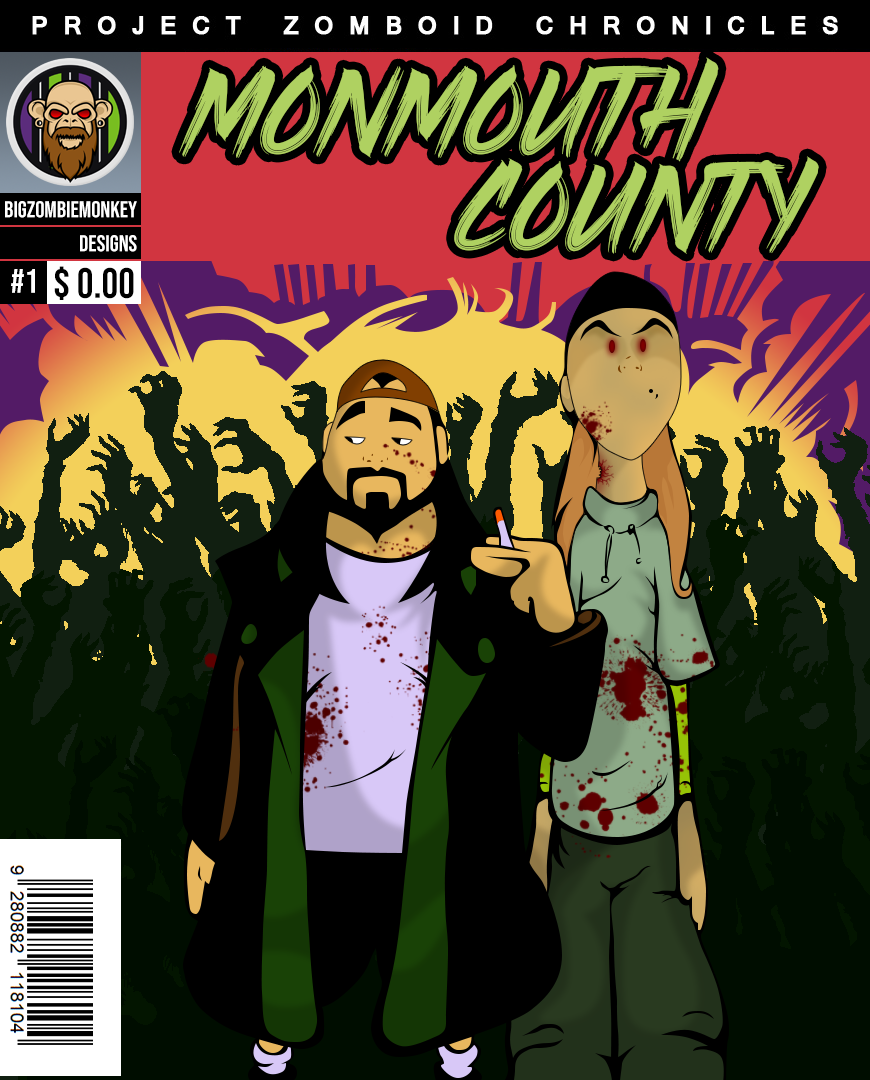 PROJECT ZOMBOID CHRONICLES
MONMOUTH
COUNTY
BIGZOMBIEMONKEY
DESIGNS
#1 $ 0.00
9 280882 118104